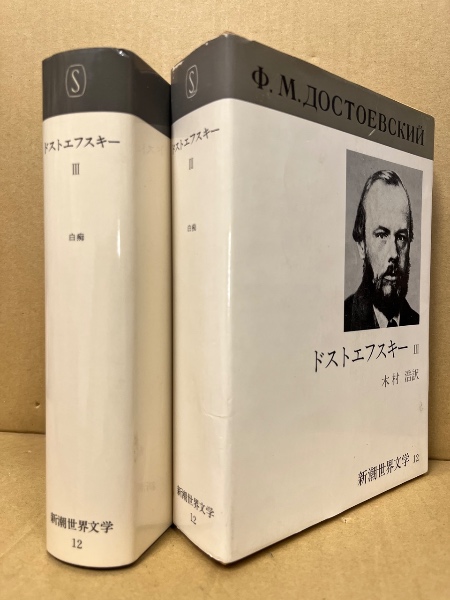 S
ドストエフスキー
III
白痴
新潮世界文学
12
S
ドストエフスキー
III
白痴
新潮世界文学
12
Ф. М. ДОСТОЕВСКИЙ
ドストエフスキー III
木村 浩訳
新潮世界文学 12